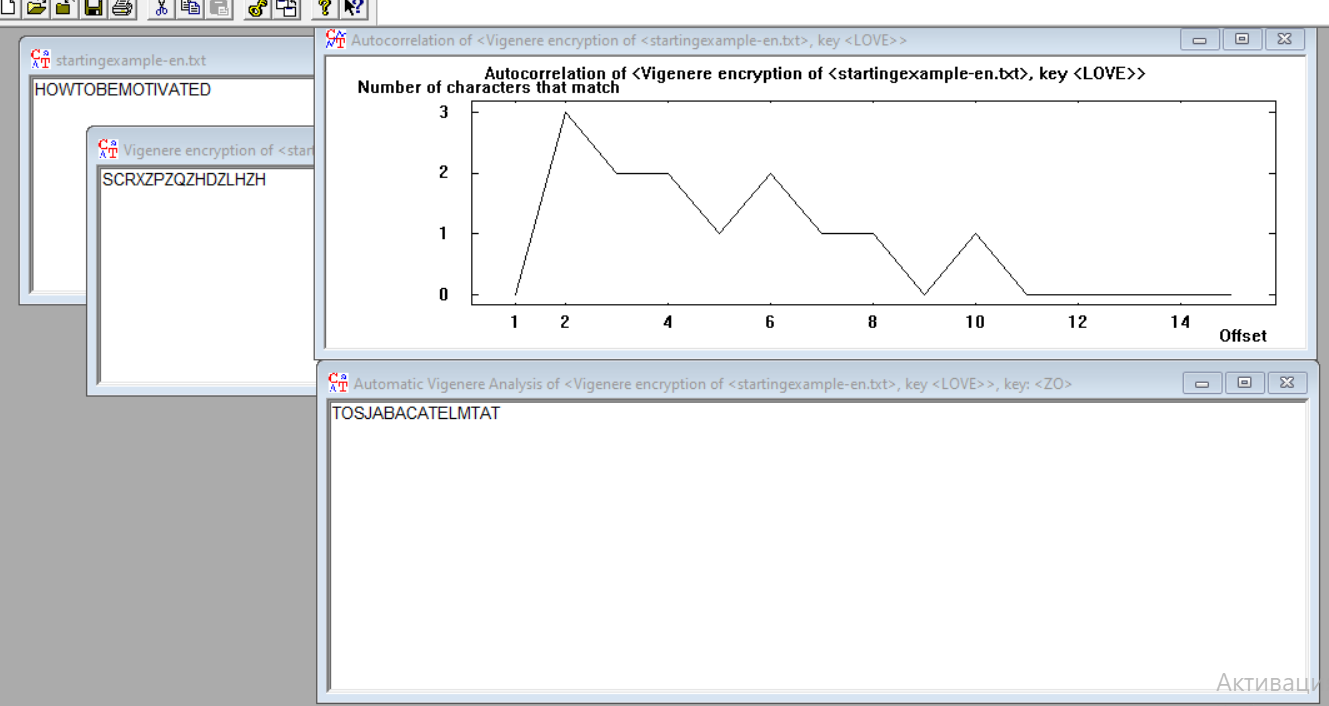 startingexample-en.txt
HOWTOBEMOTIVATED
Vigenere encryption of <start
SCRXZPZQZHDZLHZH
Autocorrelation of <Vigenere encryption of <startingexample-en.txt>, key <LOVE>>
Autocorrelation of <Vigenere encryption of <startingexample-en.txt>, key <LOVE>>
Number of characters that match
3
2
1
0
1 2 4 6 8 10 12 14
Offset
Automatic Vigenere Analysis of <Vigenere encryption of <startingexample-en.txt>, key <LOVE>>, key: <ZO>
TOSJABACATELMTAT
Активаци